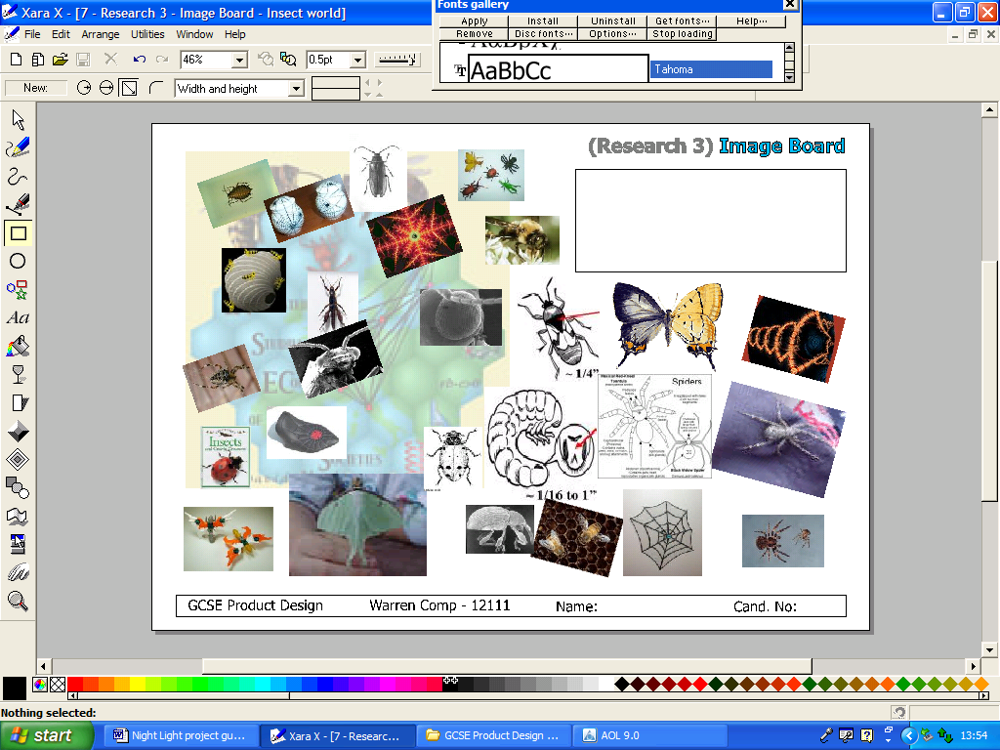 Xara X - [7 - Research 3 - Image Board - Insect world]
Fonts gallery
Apply Install Uninstall Get fonts... Help...
Remove Disc fonts... Options... Stop loading
AaBbCc Tahoma
File Edit Arrange Utilities Window Help
46% 0.5pt
New: Width and height
(Research 3) Image Board
~ 1/4"
Spiders
Insects
SOCIETIES
~ 1/16 to 1"
Black Widow Spider
GCSE Product Design Warren Comp - 12111 Name: Cand. No:
Nothing selected:
start Night Light project gu... Xara X - [7 - Researc... GCSE Product Design ... AOL 9.0 13:54